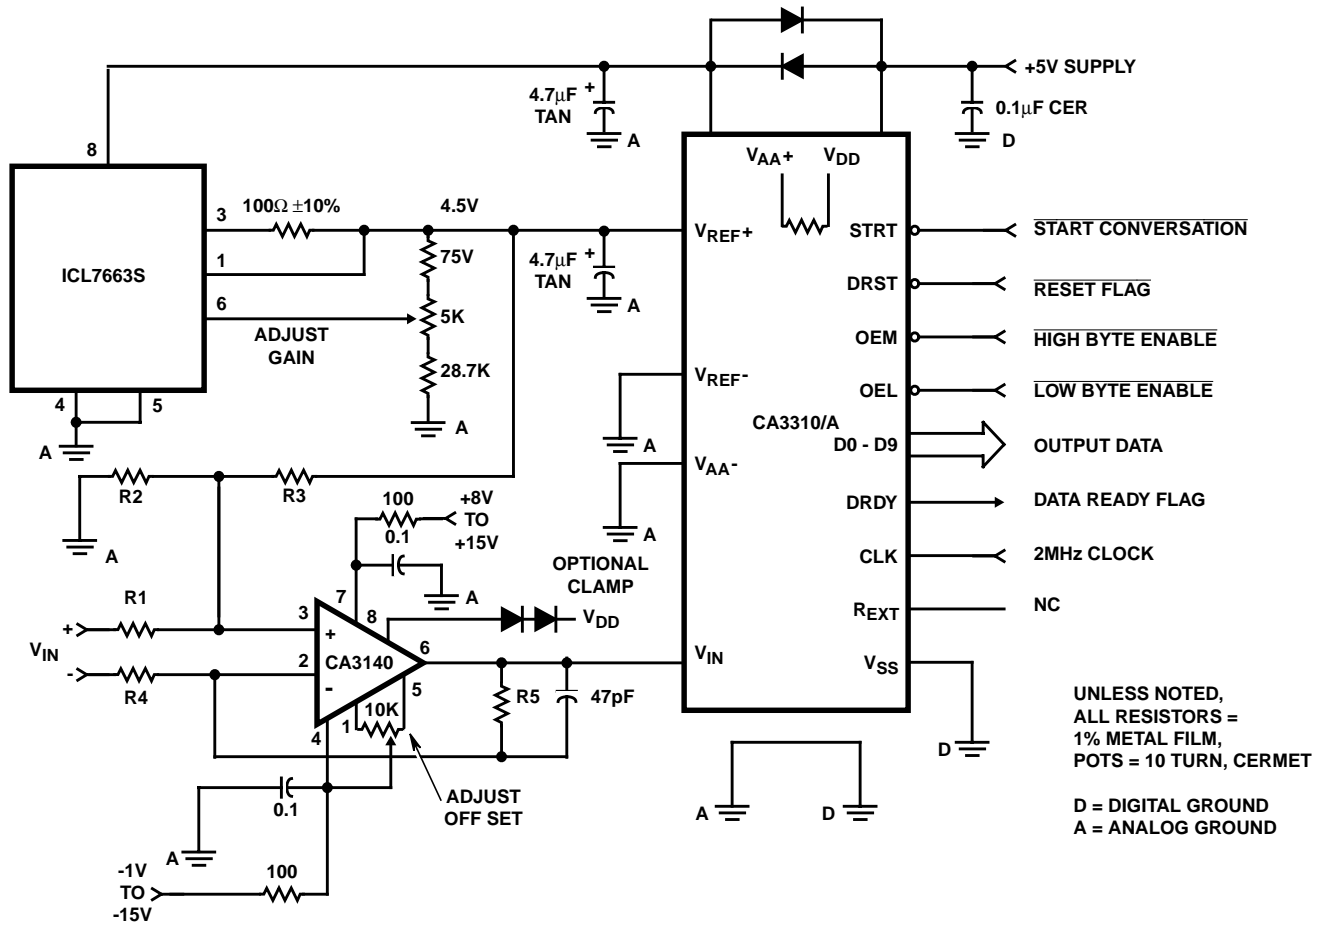 +5V SUPPLY
4.7μF
TAN
+
A
0.1μF CER
D
8
VAA+
VDD
3
100Ω ±10%
4.5V
VREF+
STRT
START CONVERSATION
1
75V
4.7μF
TAN
+
A
ICL7663S
DRST
RESET FLAG
6
ADJUST
GAIN
5K
OEM
HIGH BYTE ENABLE
28.7K
VREF-
OEL
LOW BYTE ENABLE
4
5
A
A
A
CA3310/A
D0 - D9
OUTPUT DATA
VAA-
R2
R3
100
+8V
TO
+15V
DRDY
DATA READY FLAG
A
0.1
A
CLK
2MHz CLOCK
OPTIONAL
CLAMP
R1
7
8
A
VDD
REXT
NC
+
3
+
VIN
2
CA3140
6
VIN
VSS
-
R4
-
5
R5
47pF
1
10K
4
UNLESS NOTED,
ALL RESISTORS =
1% METAL FILM,
POTS = 10 TURN, CERMET
D
0.1
ADJUST
OFF SET
A
D
D = DIGITAL GROUND
A = ANALOG GROUND
A
-1V
TO
-15V
100